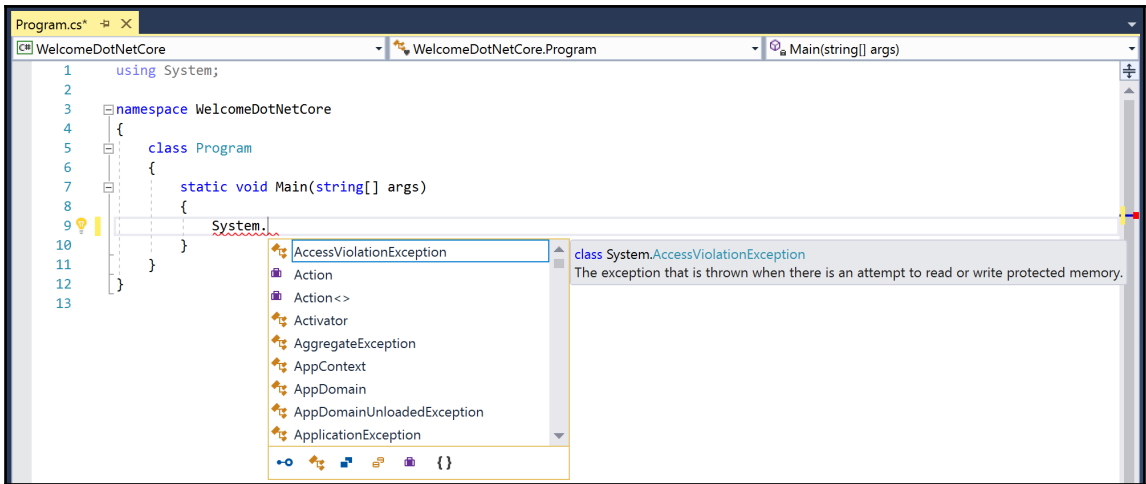 Program.cs*
C# WelcomeDotNetCore WelcomeDotNetCore.Program Main(string[] args)
1 using System;
2
3 namespace WelcomeDotNetCore
4 {
5 class Program
6 {
7 static void Main(string[] args)
8 {
9 System.
10 }
11 }
12 }
13
AccessViolationException
Action
Action<>
Activator
AggregateException
AppContext
AppDomain
AppDomainUnloadedException
ApplicationException
{ }
class System.AccessViolationException
The exception that is thrown when there is an attempt to read or write protected memory.